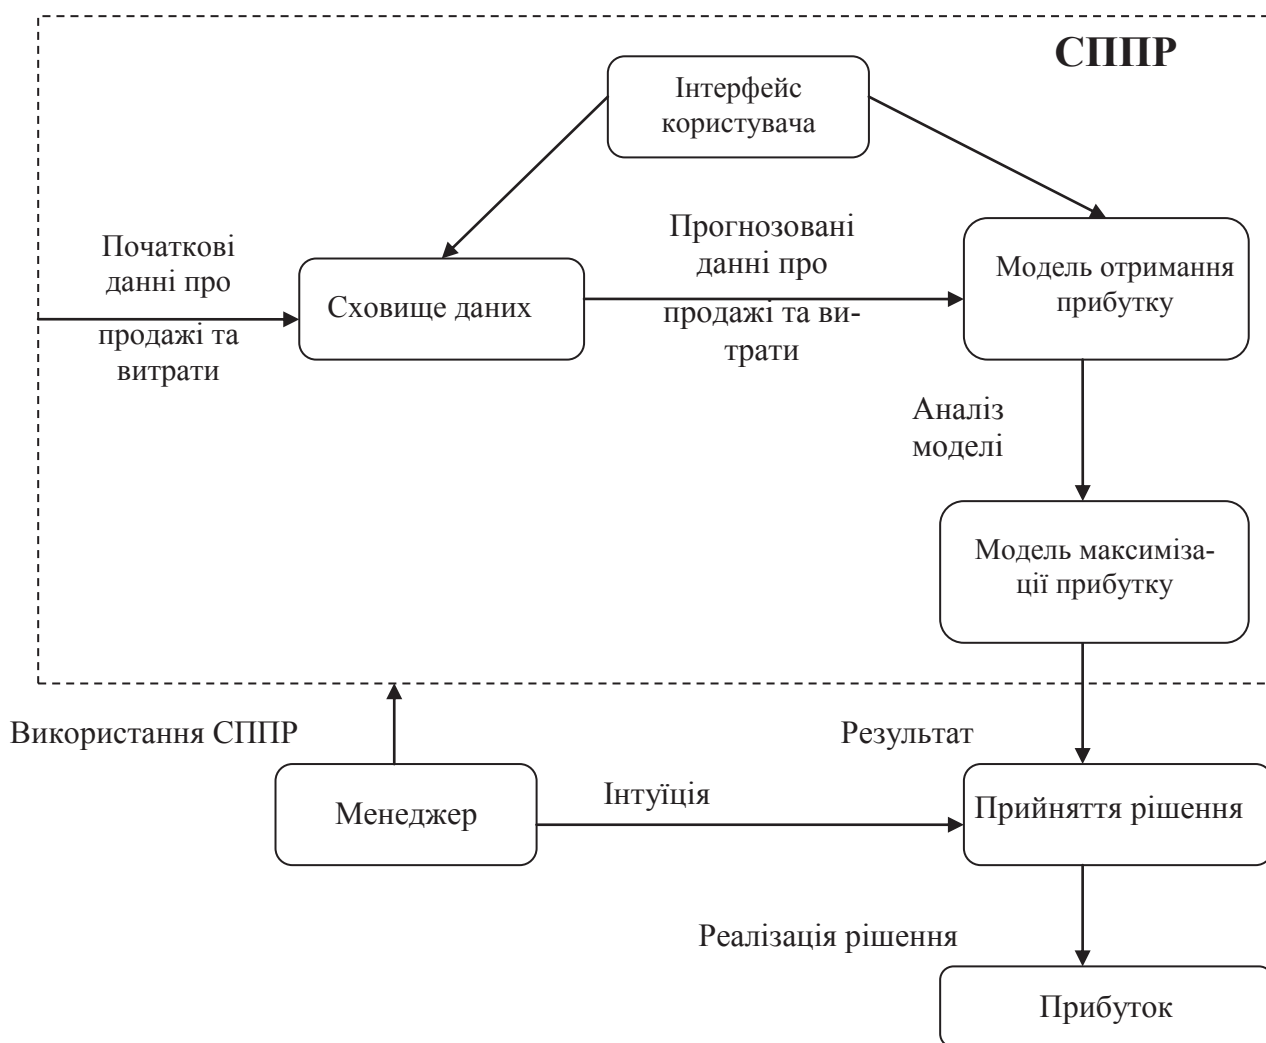 СППР
Інтерфейс
користувача
Початкові
данні про
продажі та
витрати
Сховище даних
Прогнозовані
данні про
продажі та ви-
трати
Модель отримання
прибутку
Аналіз
моделі
Модель максиміза-
ції прибутку
Використання СППР
Результат
Менеджер
Інтуїція
Прийняття рішення
Реалізація рішення
Прибуток